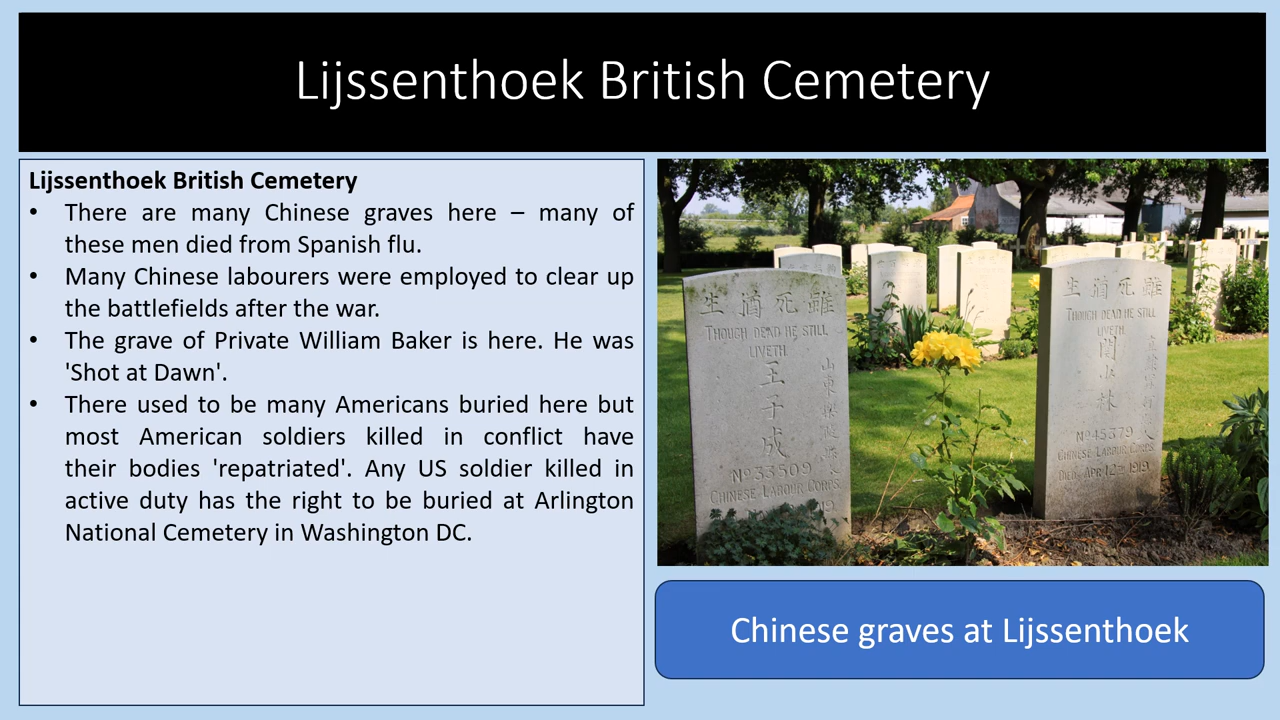 Lijssenthoek British Cemetery
Lijssenthoek British Cemetery
• There are many Chinese graves here – many of
these men died from Spanish flu.
• Many Chinese labourers were employed to clear up
the battlefields after the war.
• The grave of Private William Baker is here. He was
'Shot at Dawn'.
• There used to be many Americans buried here but
most American soldiers killed in conflict have
their bodies 'repatriated'. Any US soldier killed in
active duty has the right to be buried at Arlington
National Cemetery in Washington DC.
生猶死雖
THOUGH DEAD HE STILL
LIVETH
王子成
山東
No 33509
CHINESE LABOUR CORPS
生猶死雖
THOUGH DEAD HE STILL
LIVETH
No 45379
CHINESE LABOUR CORPS
DIED APR 12TH 1919
Chinese graves at Lijssenthoek